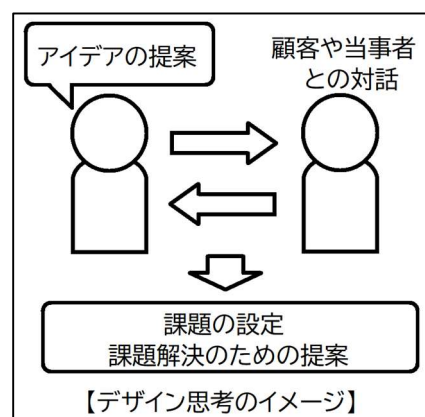 アイデアの提案
顧客や当事者
との対話
課題の設定
課題解決のための提案
【デザイン思考のイメージ】